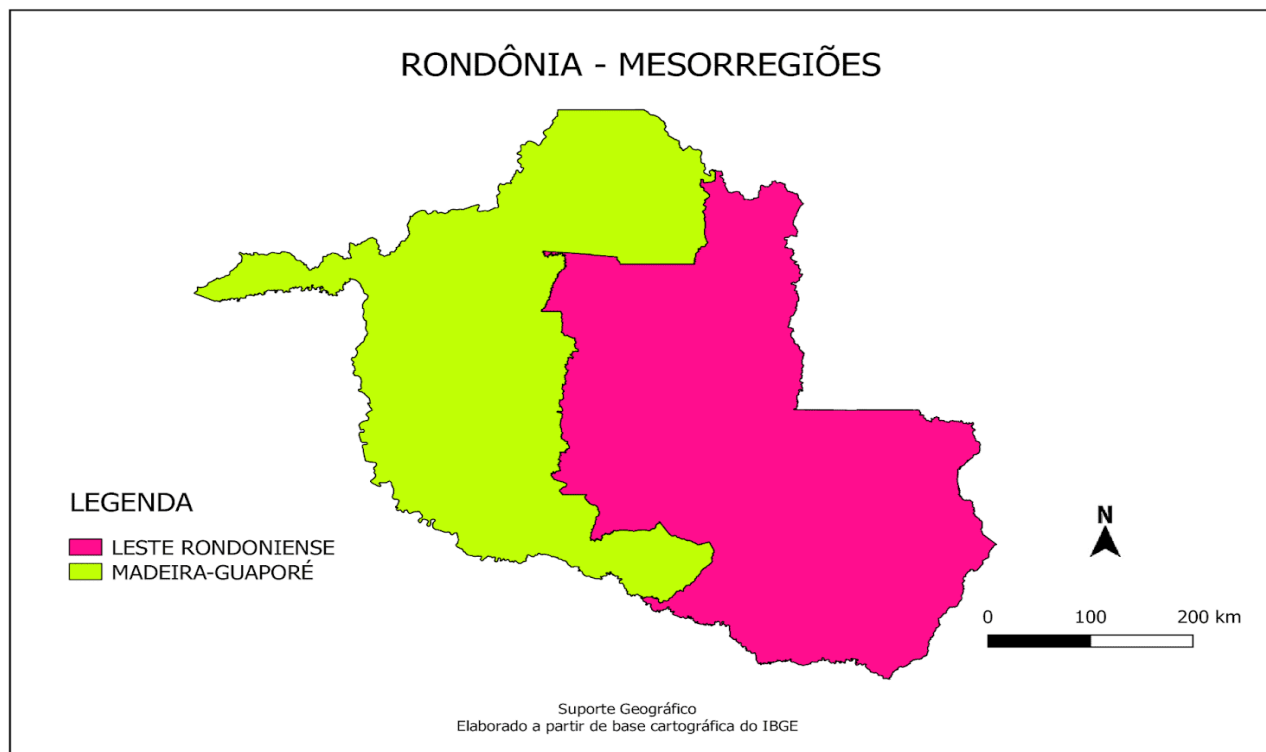 RONDÔNIA - MESORREGIÕES
LEGENDA
LESTE RONDONIENSE
MADEIRA-GUAPORÉ
N
0 100 200 km
Suporte Geográfico
Elaborado a partir de base cartográfica do IBGE